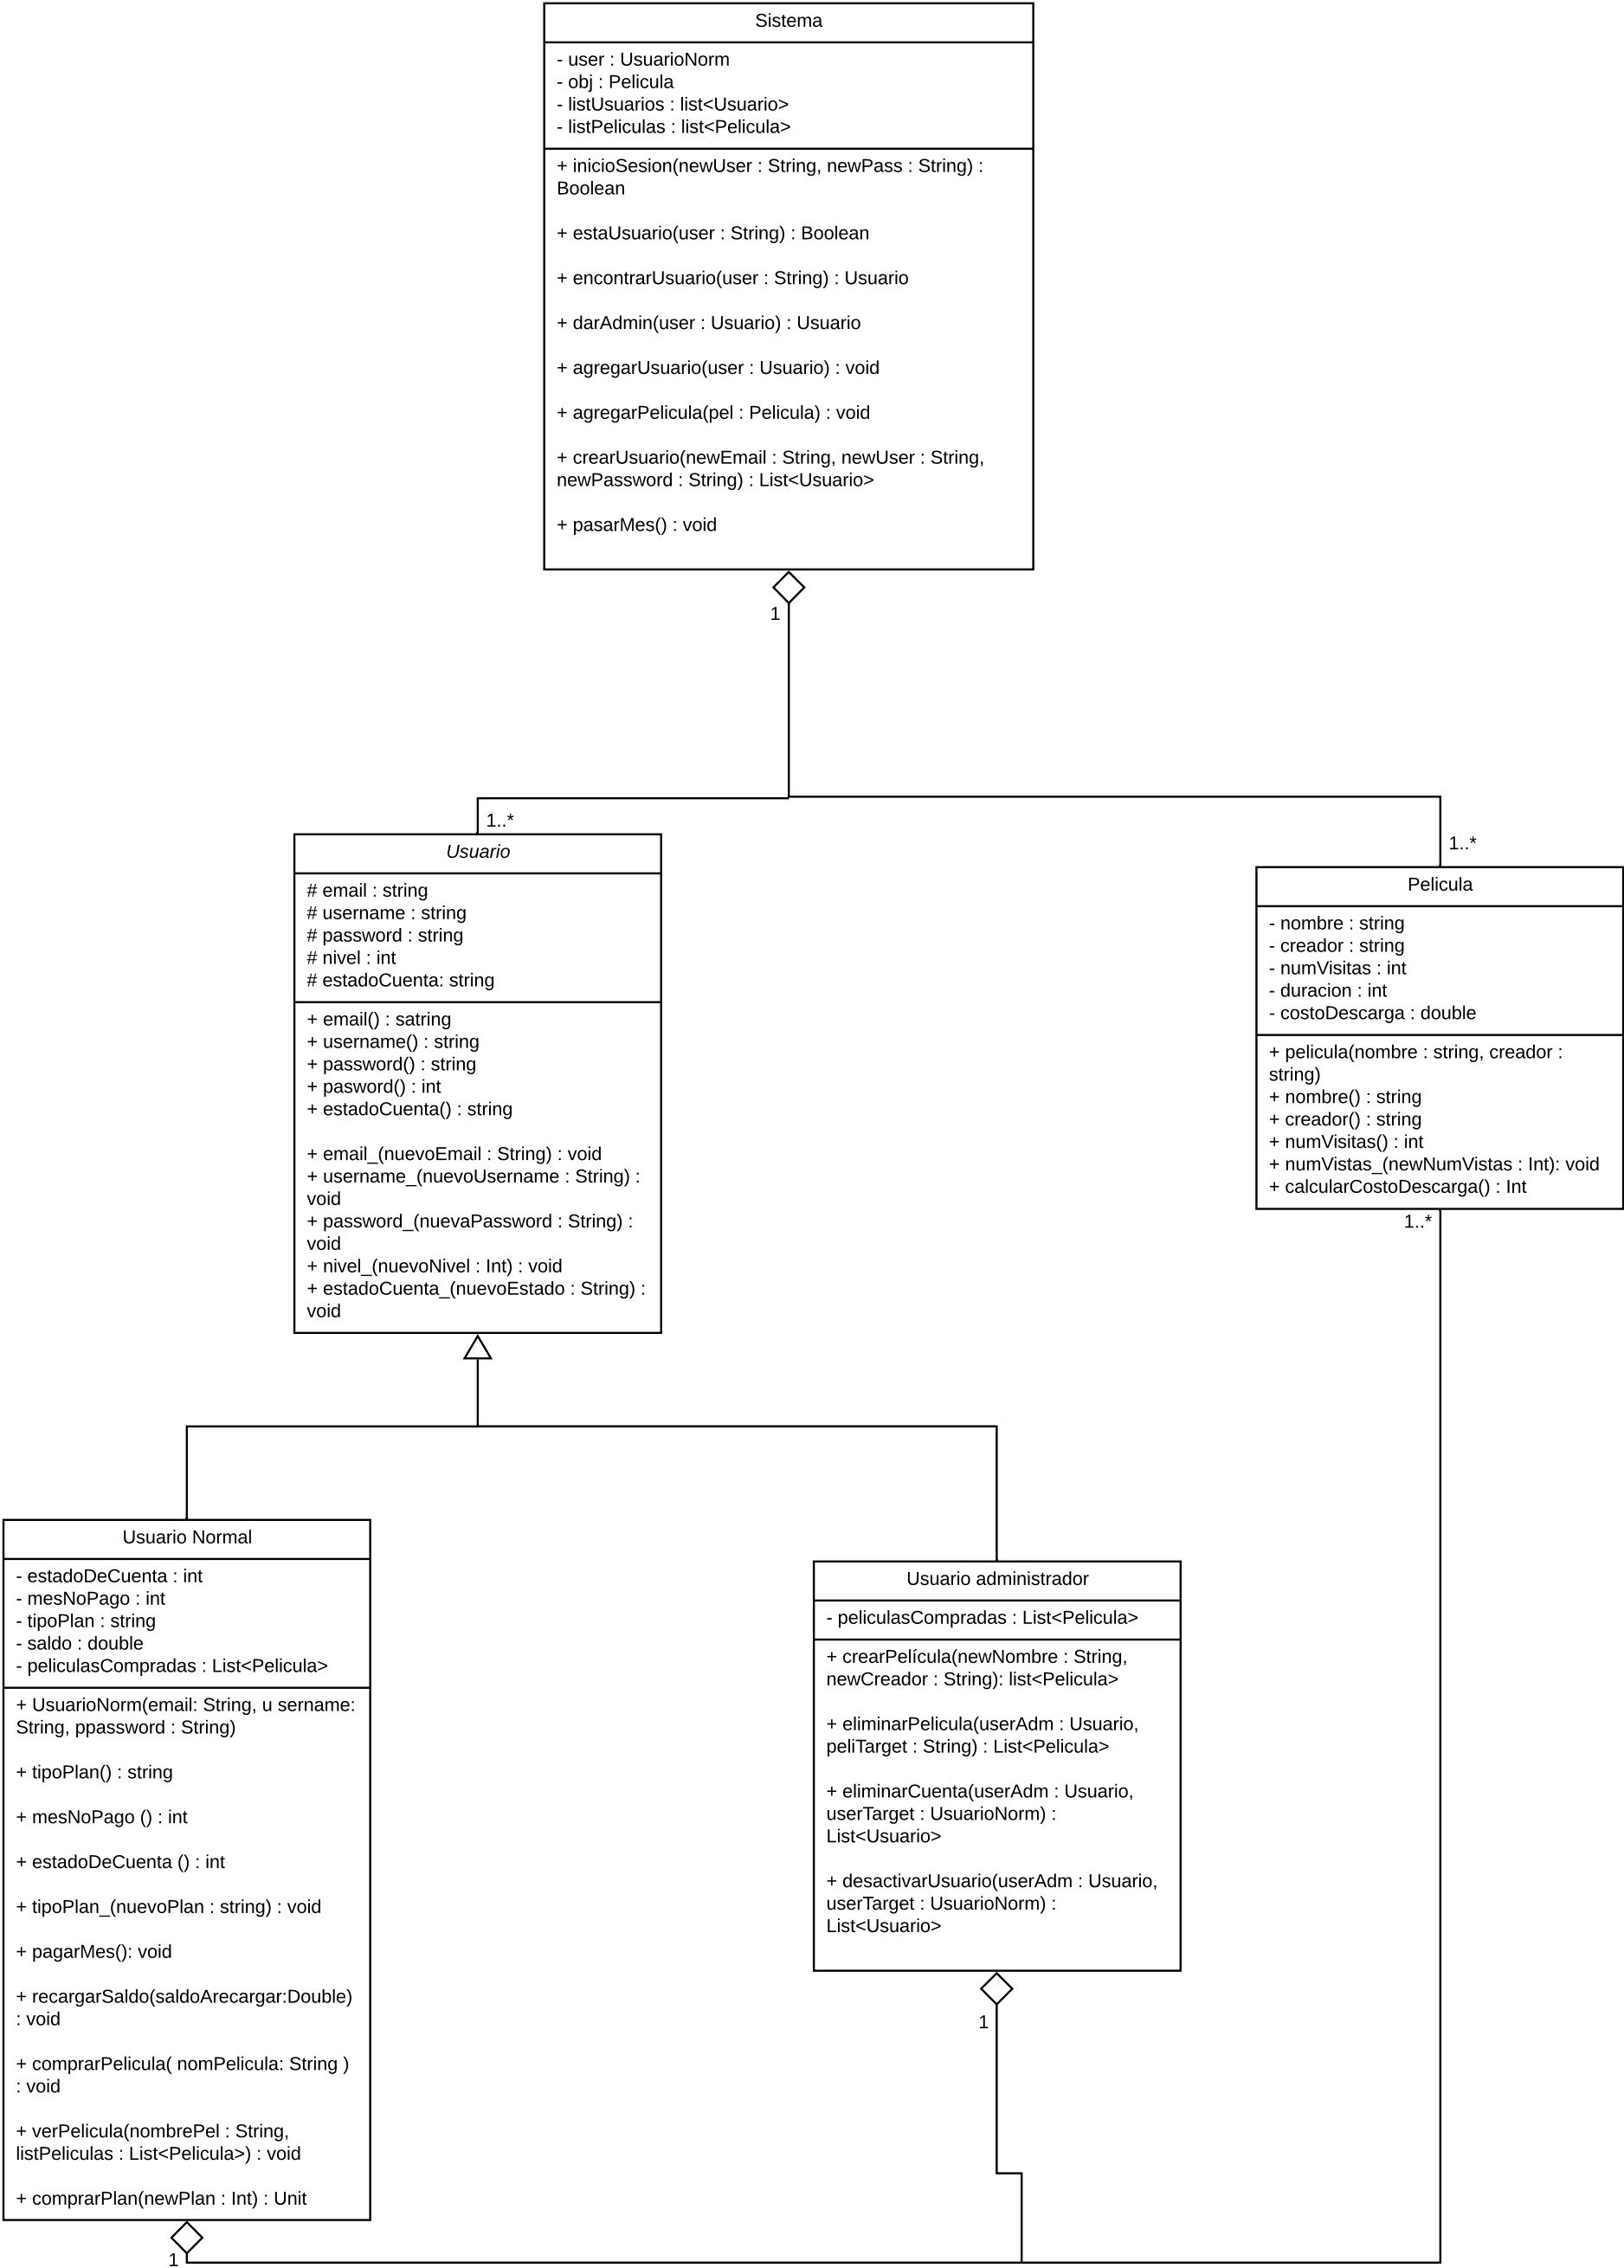 Sistema
- user : UsuarioNorm
- obj : Pelicula
- listUsuarios : list<Usuario>
- listPeliculas : list<Pelicula>
+ inicioSesion(newUser : String, newPass : String) :
Boolean
+ estaUsuario(user : String) : Boolean
+ encontrarUsuario(user : String) : Usuario
+ darAdmin(user : Usuario) : Usuario
+ agregarUsuario(user : Usuario) : void
+ agregarPelicula(pel : Pelicula) : void
+ crearUsuario(newEmail : String, newUser : String,
newPassword : String) : List<Usuario>
+ pasarMes() : void
1
1..*
1..*
Usuario
# email : string
# username : string
# password : string
# nivel : int
# estadoCuenta: string
+ email() : satring
+ username() : string
+ password() : string
+ pasword() : int
+ estadoCuenta() : string
+ email_(nuevoEmail : String) : void
+ username_(nuevoUsername : String) :
void
+ password_(nuevaPassword : String) :
void
+ nivel_(nuevoNivel : Int) : void
+ estadoCuenta_(nuevoEstado : String) :
void
Pelicula
- nombre : string
- creador : string
- numVisitas : int
- duracion : int
- costoDescarga : double
+ pelicula(nombre : string, creador :
string)
+ nombre() : string
+ creador() : string
+ numVisitas() : int
+ numVistas_(newNumVistas : Int): void
+ calcularCostoDescarga() : Int
1..*
Usuario Normal
- estadoDeCuenta : int
- mesNoPago : int
- tipoPlan : string
- saldo : double
- peliculasCompradas : List<Pelicula>
+ UsuarioNorm(email: String, u sername:
String, ppassword : String)
+ tipoPlan() : string
+ mesNoPago () : int
+ estadoDeCuenta () : int
+ tipoPlan_(nuevoPlan : string) : void
+ pagarMes(): void
+ recargarSaldo(saldoArecargar:Double)
: void
+ comprarPelicula( nomPelicula: String )
: void
+ verPelicula(nombrePel : String,
listPeliculas : List<Pelicula>) : void
+ comprarPlan(newPlan : Int) : Unit
1
Usuario administrador
- peliculasCompradas : List<Pelicula>
+ crearPelícula(newNombre : String,
newCreador : String): list<Pelicula>
+ eliminarPelicula(userAdm : Usuario,
peliTarget : String) : List<Pelicula>
+ eliminarCuenta(userAdm : Usuario,
userTarget : UsuarioNorm) :
List<Usuario>
+ desactivarUsuario(userAdm : Usuario,
userTarget : UsuarioNorm) :
List<Usuario>
1